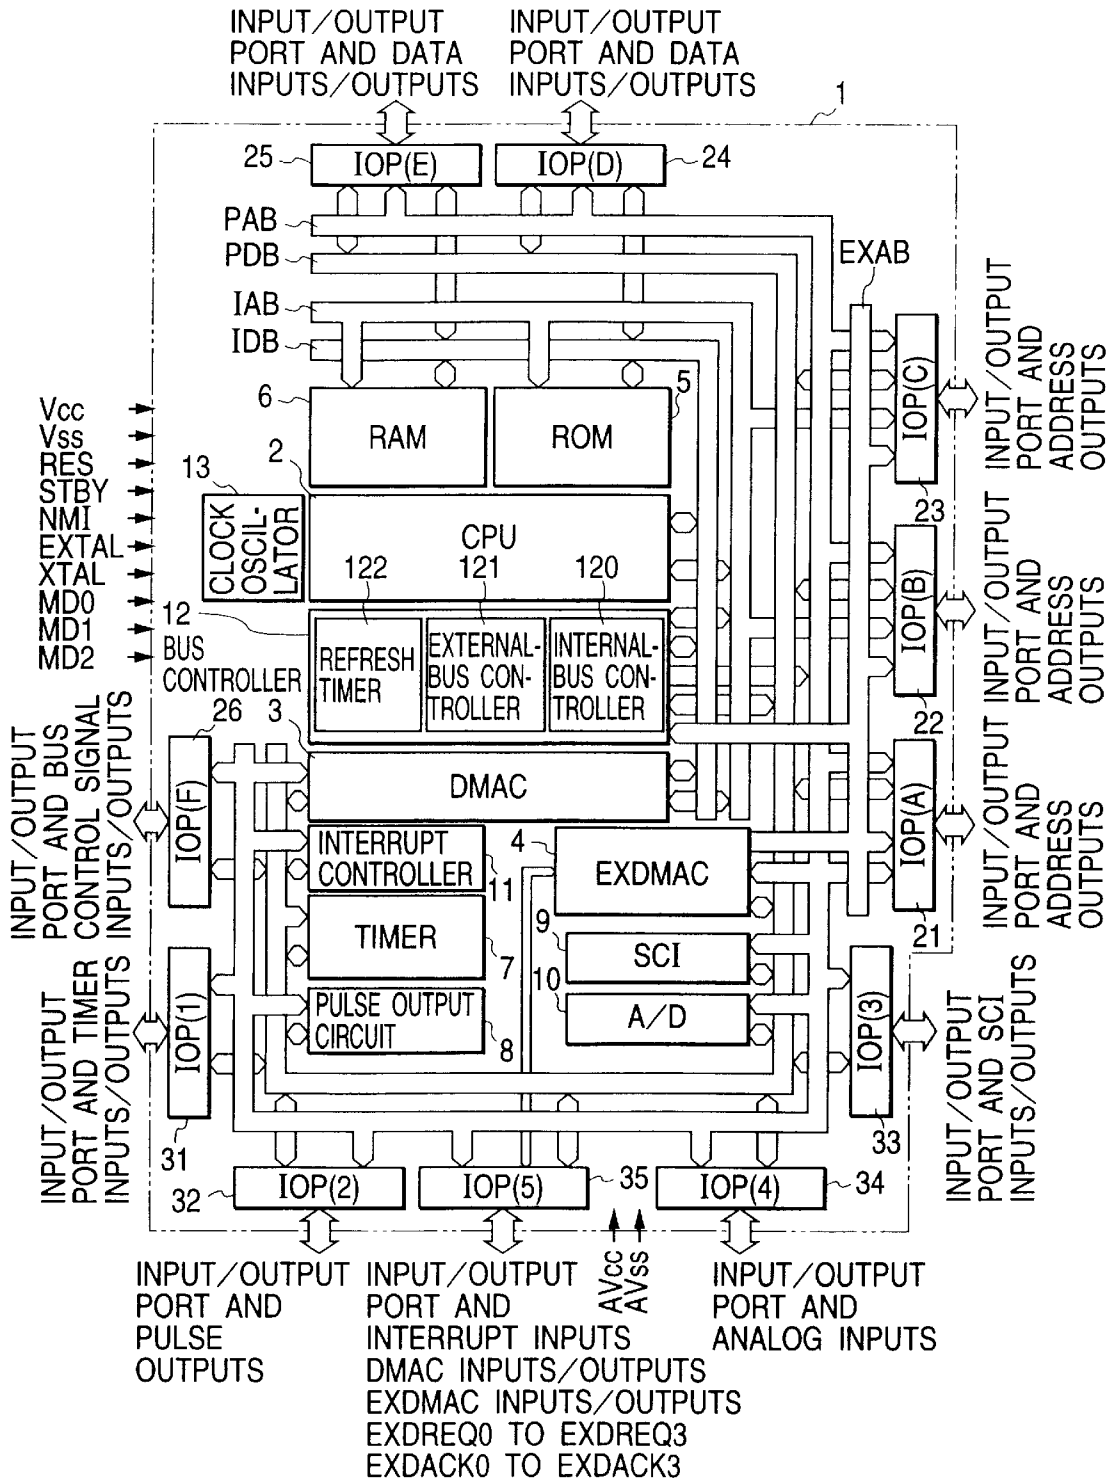 INPUT/OUTPUT
PORT AND DATA
INPUTS/OUTPUTS
INPUT/OUTPUT
PORT AND DATA
INPUTS/OUTPUTS
1
25
IOP(E)
IOP(D)
24
PAB
PDB
IAB
IDB
EXAB
6
RAM
ROM
5
IOP(C)
23
INPUT/OUTPUT
PORT AND
ADDRESS
OUTPUTS
Vcc
Vss
RES
STBY
NMI
EXTAL
XTAL
MD0
MD1
MD2
13
CLOCK
OSCIL-
LATOR
2
CPU
122
121
120
12
BUS
CONTROLLER
REFRESH
TIMER
EXTERNAL-
BUS CON-
TROLLER
INTERNAL-
BUS CON-
TROLLER
IOP(B)
22
INPUT/OUTPUT
PORT AND
ADDRESS
OUTPUTS
26
3
DMAC
IOP(F)
INPUT/OUTPUT
PORT AND BUS
CONTROL SIGNAL
INPUTS/OUTPUTS
INTERRUPT
CONTROLLER
11
4
EXDMAC
IOP(A)
21
INPUT/OUTPUT
PORT AND
ADDRESS
OUTPUTS
TIMER
7
9
SCI
10
A/D
PULSE OUTPUT
CIRCUIT
8
IOP(1)
31
INPUT/OUTPUT
PORT AND TIMER
INPUTS/OUTPUTS
IOP(3)
33
INPUT/OUTPUT
PORT AND SCI
INPUTS/OUTPUTS
32
IOP(2)
IOP(5)
35
IOP(4)
34
AVcc
AVss
INPUT/OUTPUT
PORT AND
PULSE
OUTPUTS
INPUT/OUTPUT
PORT AND
INTERRUPT INPUTS
DMAC INPUTS/OUTPUTS
EXDMAC INPUTS/OUTPUTS
EXDREQ0 TO EXDREQ3
EXDACK0 TO EXDACK3
INPUT/OUTPUT
PORT AND
ANALOG INPUTS